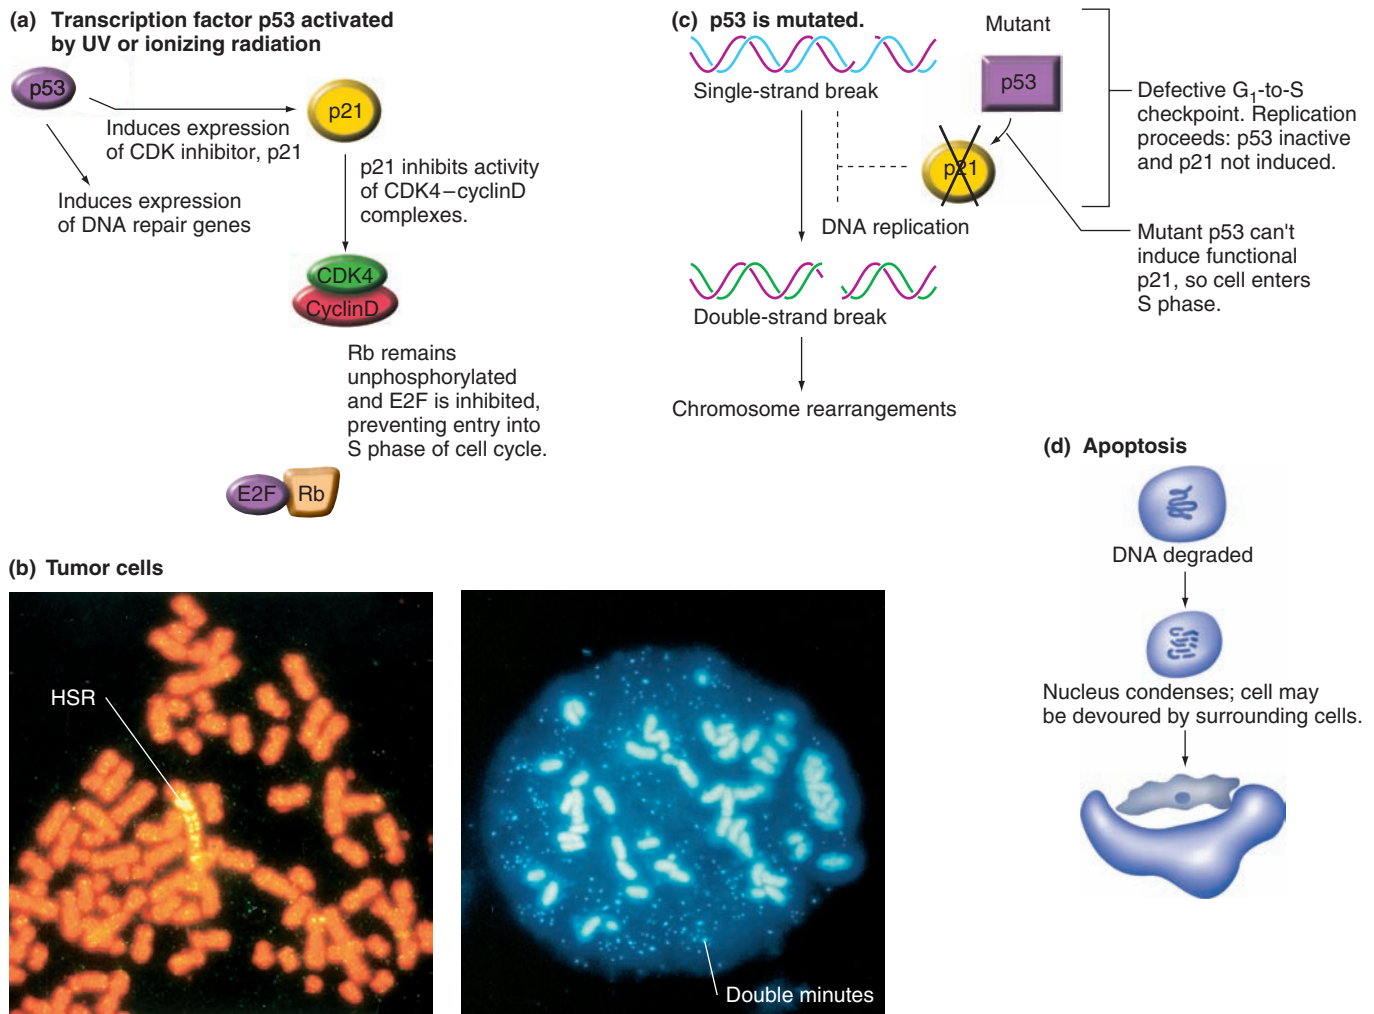 (a) Transcription factor p53 activated
by UV or ionizing radiation
p53
p21
Induces expression
of CDK inhibitor, p21
Induces expression
of DNA repair genes
p21 inhibits activity
of CDK4–cyclinD
complexes.
CDK4
CyclinD
Rb remains
unphosphorylated
and E2F is inhibited,
preventing entry into
S phase of cell cycle.
E2F
Rb
(b) Tumor cells
HSR
Double minutes
(c) p53 is mutated.
Mutant
Single-strand break
p53
p21
Defective G1-to-S
checkpoint. Replication
proceeds: p53 inactive
and p21 not induced.
DNA replication
Mutant p53 can't
induce functional
p21, so cell enters
S phase.
Double-strand break
Chromosome rearrangements
(d) Apoptosis
DNA degraded
Nucleus condenses; cell may
be devoured by surrounding cells.